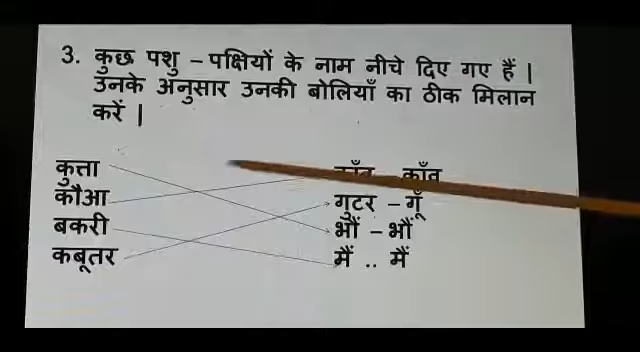 3. कुछ पशु – पक्षियों के नाम नीचे दिए गए हैं |
उनके अनुसार उनकी बोलियाँ का ठीक मिलान
करें |
कुत्ता काँव काँव
कौआ गुटर – गूँ
बकरी भौं – भौं
कबूतर मैं .. मैं